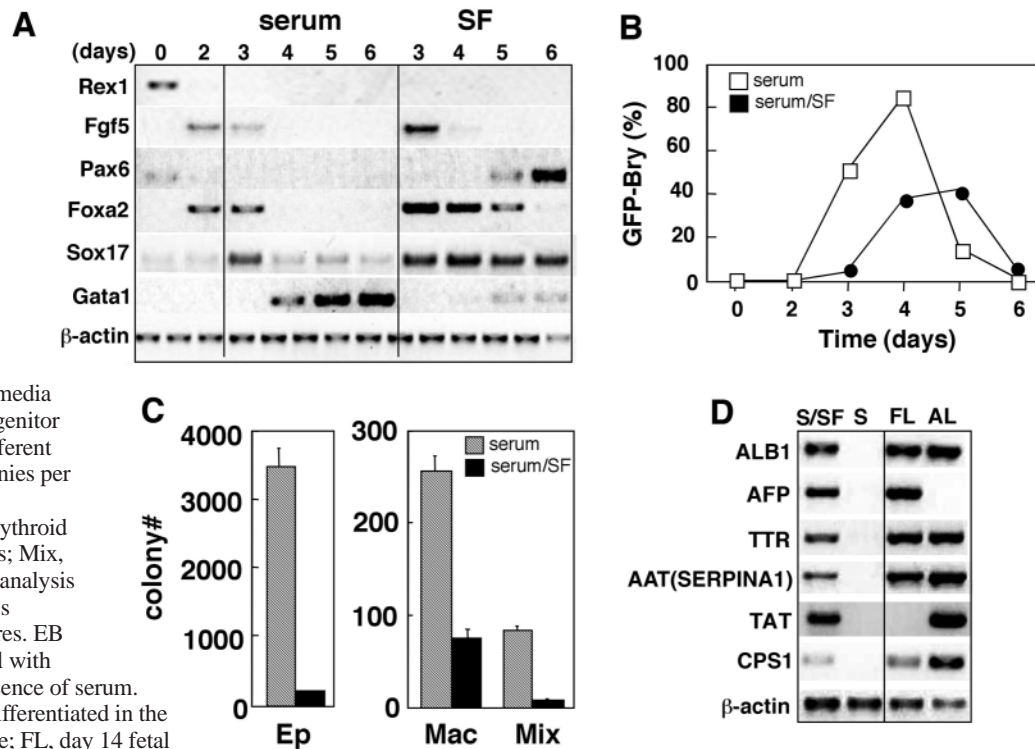 A
serum SF
(days) 0 2 3 4 5 6 3 4 5 6
Rex1
Fgf5
Pax6
Foxa2
Sox17
Gata1
β-actin
B
100
80
60
40
20
0
GFP-Bry (%)
serum
serum/SF
0 2 3 4 5 6
Time (days)
media
genitor
ferent
nies per
ythroid
s; Mix,
analysis
s
res. EB
l with
ence of serum.
ifferentiated in the
e; FL, day 14 fetal
C
4000
3000
2000
1000
0
colony#
Ep
300
200
100
0
serum
serum/SF
Mac Mix
D
S/SF S FL AL
ALB1
AFP
TTR
AAT(SERPINA1)
TAT
CPS1
β-actin